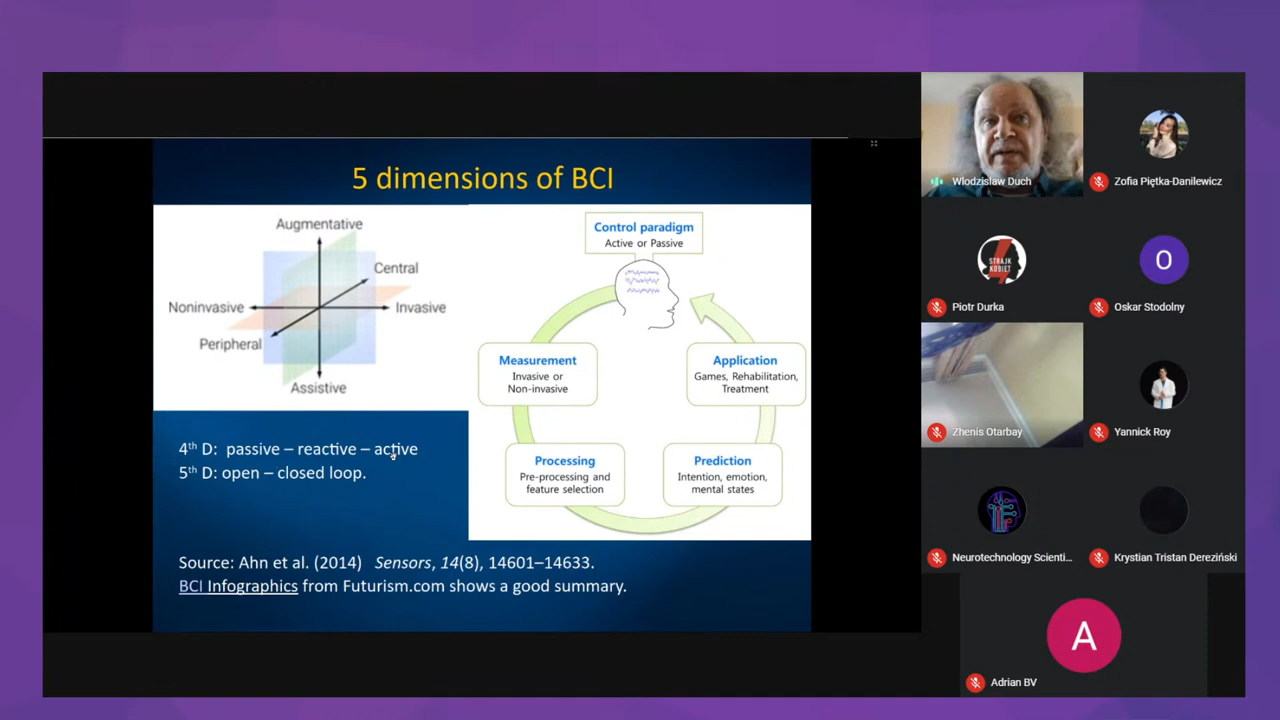 5 dimensions of BCI
Augmentative
Central
Noninvasive
Invasive
Peripheral
Assistive
4th D: passive – reactive – active
5th D: open – closed loop.
Control paradigm
Active or Passive
Measurement
Invasive or
Non-invasive
Application
Games, Rehabilitation,
Treatment
Processing
Pre-processing and
feature selection
Prediction
Intention, emotion,
mental states
Source: Ahn et al. (2014) Sensors, 14(8), 14601–14633.
BCI Infographics from Futurism.com shows a good summary.
Wlodzislaw Duch
Zofia Piętka-Danilewicz
STRAJK
KOBIET
Piotr Durka
O
Oskar Stodolny
Zhenis Otarbay
Yannick Roy
Neurotechnology Scienti...
Krystian Tristan Dereziński
A
Adrian BV